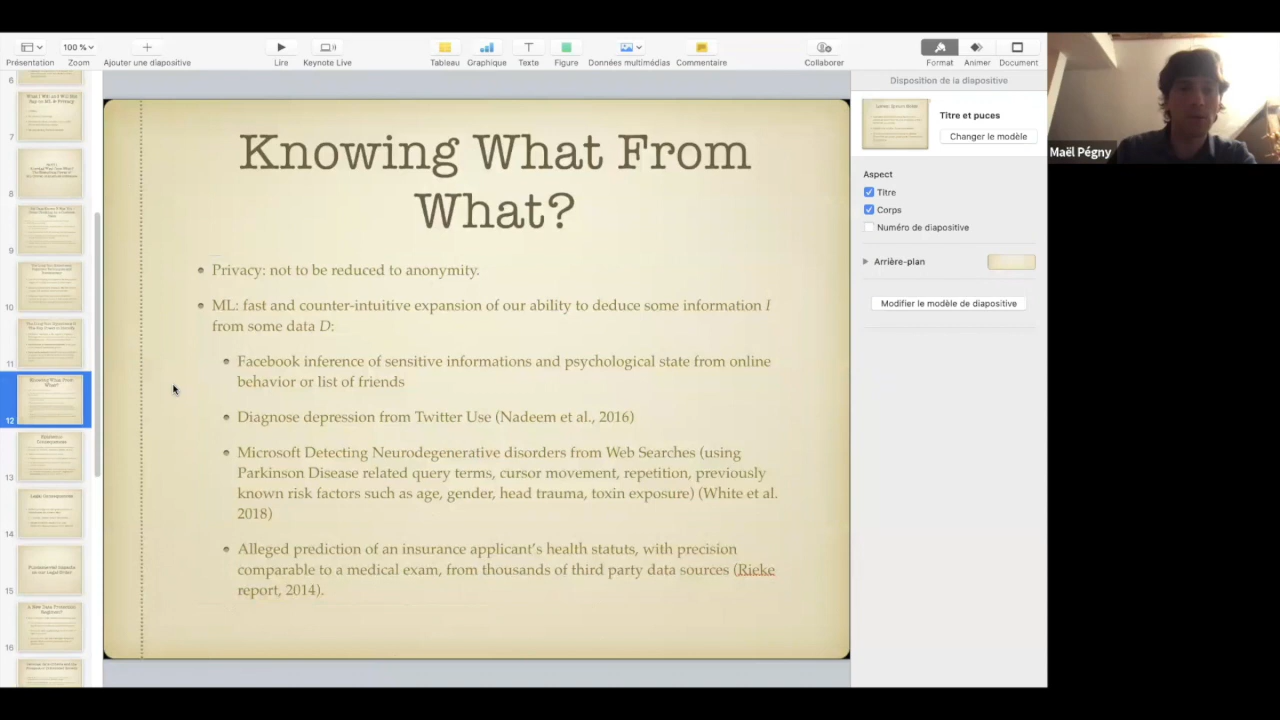 100 %
Présentation
Zoom
Ajouter une diapositive
Lire
Keynote Live
Tableau
Graphique
Texte
Figure
Données multimédias
Commentaire
Collaborer
Format
Animer
Document
6
7
8
9
10
11
Knowing What From
What?
12
13
14
15
16
Knowing What From
What?
Privacy: not to be reduced to anonymity.
ML: fast and counter-intuitive expansion of our ability to deduce some information I
from some data D:
Facebook inference of sensitive informations and psychological state from online
behavior or list of friends
Diagnose depression from Twitter Use (Nadeem et al., 2016)
Microsoft Detecting Neurodegenerative disorders from Web Searches (using
Parkinson Disease related query terms, cursor movement, repetition, previously
known risk factors such as age, gender, head trauma, toxin exposure) (White et al.
2018)
Alleged prediction of an insurance applicant's health statuts, with precision
comparable to a medical exam, from thousands of third party data sources (Rieke
report, 2014).
Disposition de la diapositive
Titre et puces
Changer le modèle
Aspect
Titre
Corps
Numéro de diapositive
Arrière-plan
Modifier le modèle de diapositive
Maël Pégny